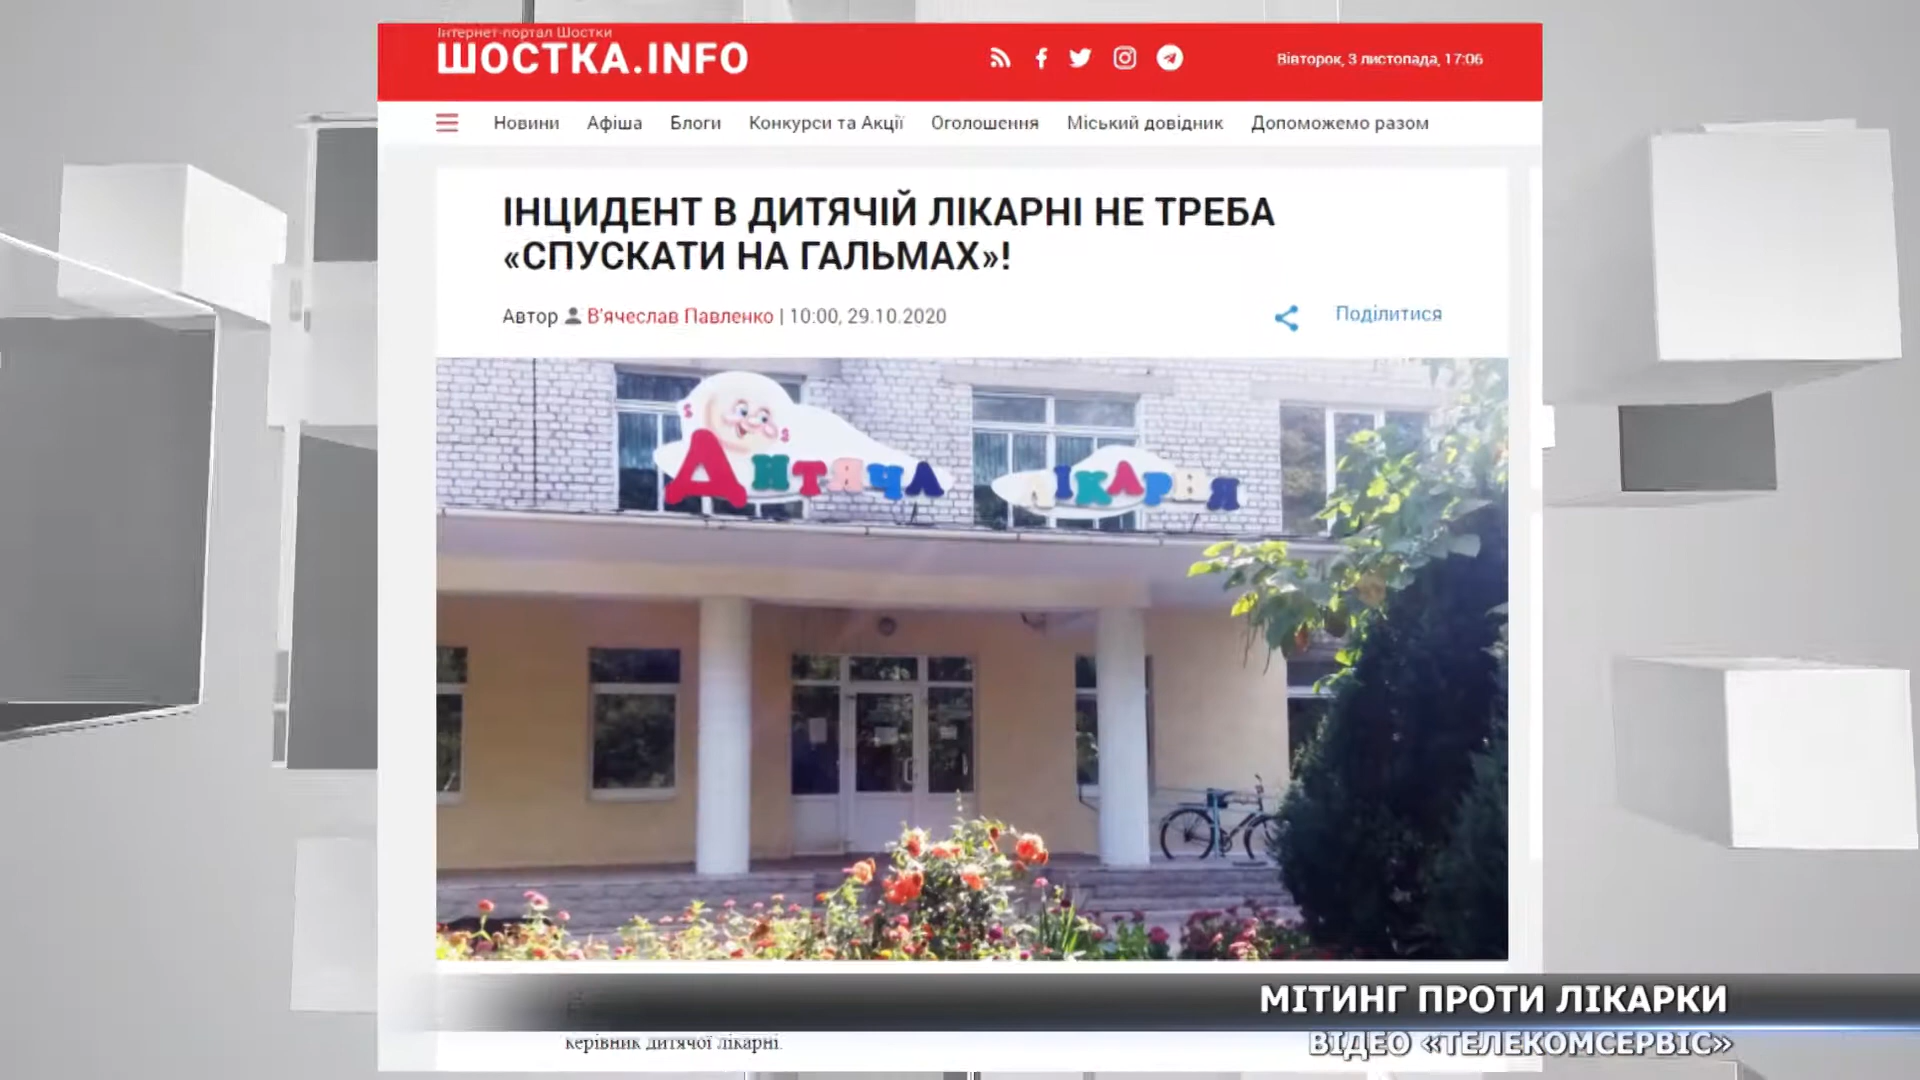 Інтернет-портал Шостки
ШОСТКА.INFO
Вівторок, 3 листопада, 17:06
Новини Афіша Блоги Конкурси та Акції Оголошення Міський довідник Допоможемо разом
ІНЦИДЕНТ В ДИТЯЧІЙ ЛІКАРНІ НЕ ТРЕБА
«СПУСКАТИ НА ГАЛЬМАХ»!
Автор В'ячеслав Павленко | 10:00, 29.10.2020
Поділитися
Дитяча лікарня
МІТИНГ ПРОТИ ЛІКАРКИ
керівник дитячої лікарні.
ВІДЕО «ТЕЛЕКОМСЕРВІС»